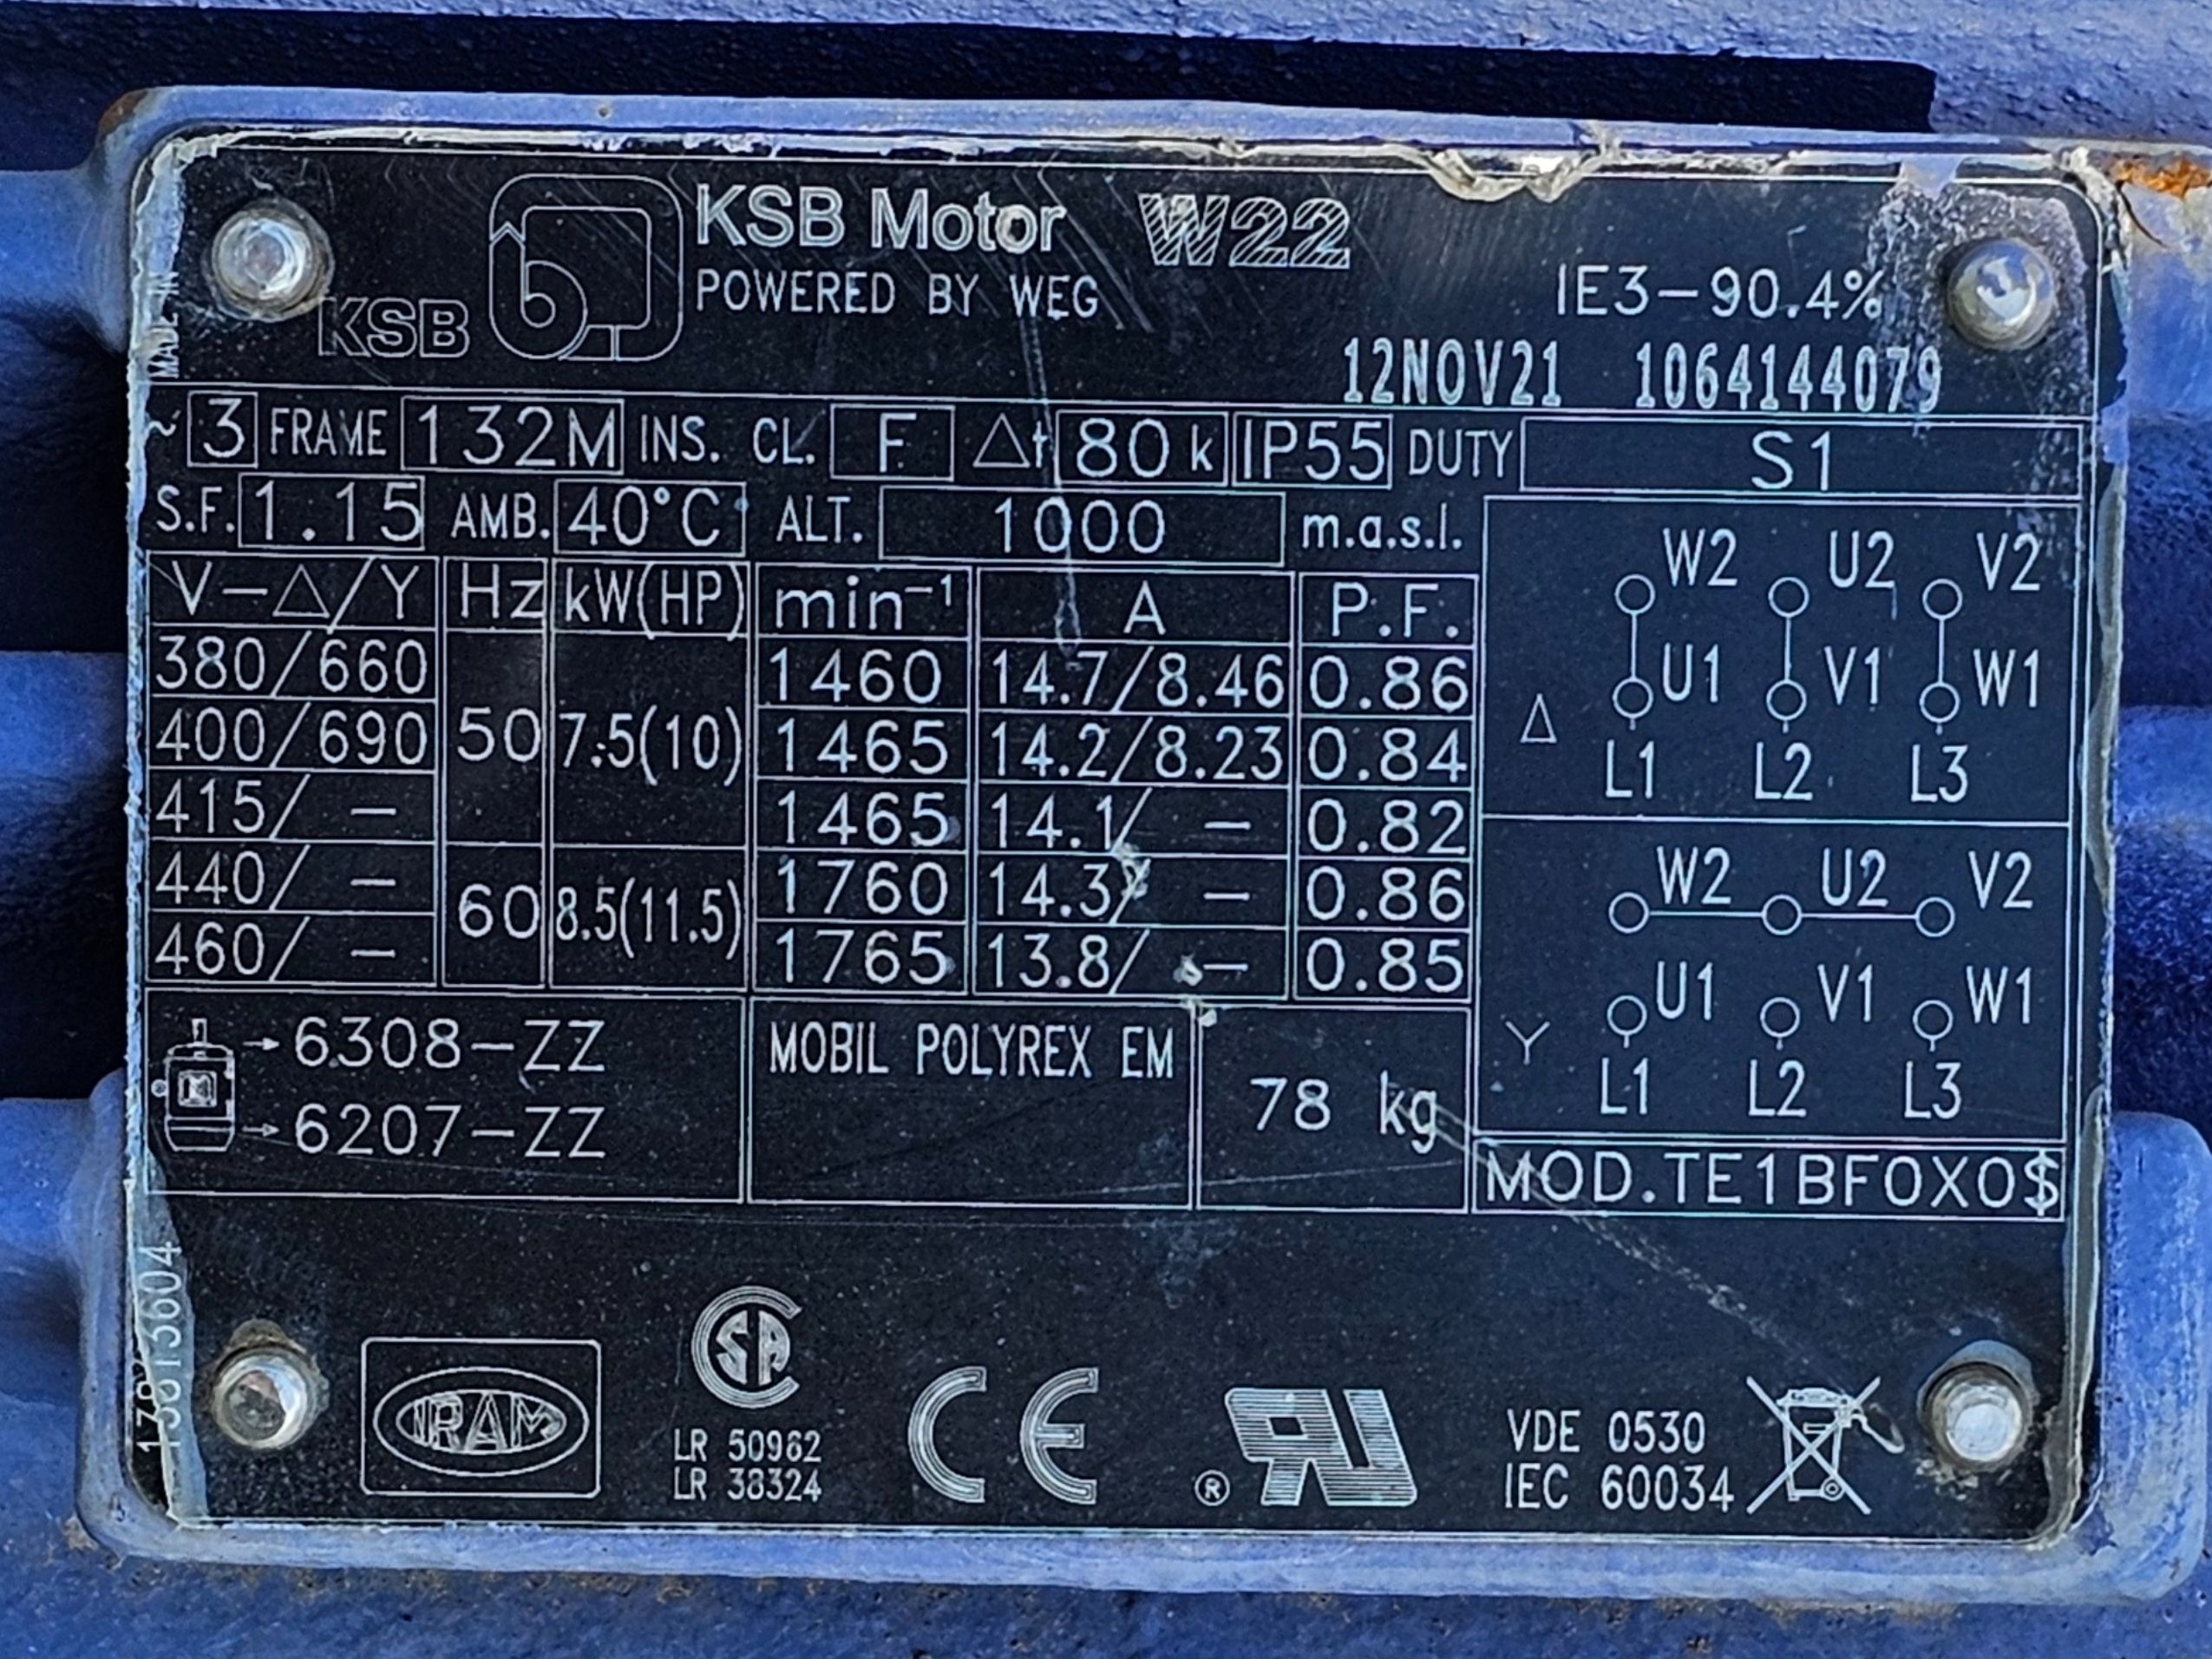 KSB
KSB Motor W22
POWERED BY WEG
IE3-90.4%
12NOV21 1064144079
MADE IN
~ 3 FRAME 132M INS. CL. F Δt 80 k IP55 DUTY S1
S.F. 1.15 AMB. 40°C ALT. 1000 m.a.s.l.
V-Δ/Y Hz kW(HP) min⁻¹ A P.F.
380/660 1460 14.7/8.46 0.86
400/690 50 7.5(10) 1465 14.2/8.23 0.84
415/ - 1465 14.1/ - 0.82
440/ - 1760 14.3/ - 0.86
60 8.5(11.5)
460/ - 1765 13.8/ - 0.85
W2 U2 V2
U1 V1 W1
Δ
L1 L2 L3
W2 U2 V2
U1 V1 W1
Y
L1 L2 L3
6308-ZZ
6207-ZZ
M
MOBIL POLYREX EM
78 kg
MOD.TE1BF0X0$
IRAM
SA
LR 50962
LR 38324
CE
®
VDE 0530
IEC 60034